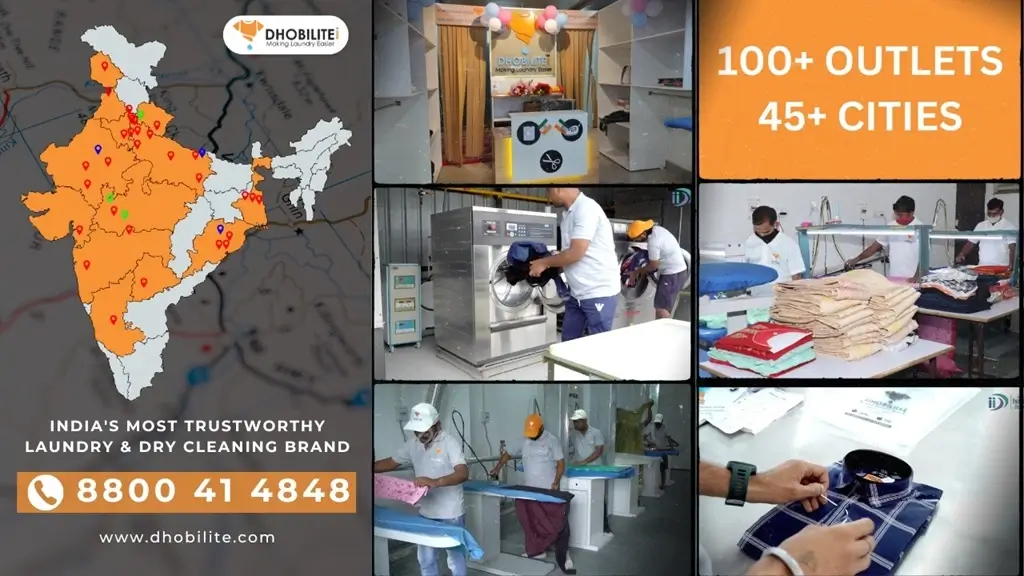 DHOBILITE
Making Laundry Easier
INDIA'S MOST TRUSTWORTHY
LAUNDRY & DRY CLEANING BRAND
8800 41 4848
www.dhobilite.com
DHOBILITE
Making Laundry Easier
100+ OUTLETS
45+ CITIES
DHOBILITE